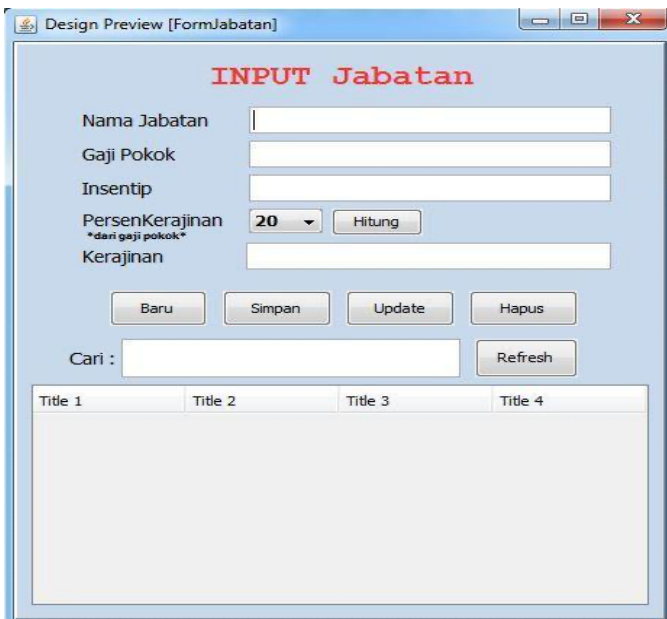 Design Preview [FormJabatan]
INPUT Jabatan
Nama Jabatan
Gaji Pokok
Insentip
PersenKerajinan 20 Hitung
*dari gaji pokok*
Kerajinan
Baru Simpan Update Hapus
Cari : Refresh
Title 1 Title 2 Title 3 Title 4